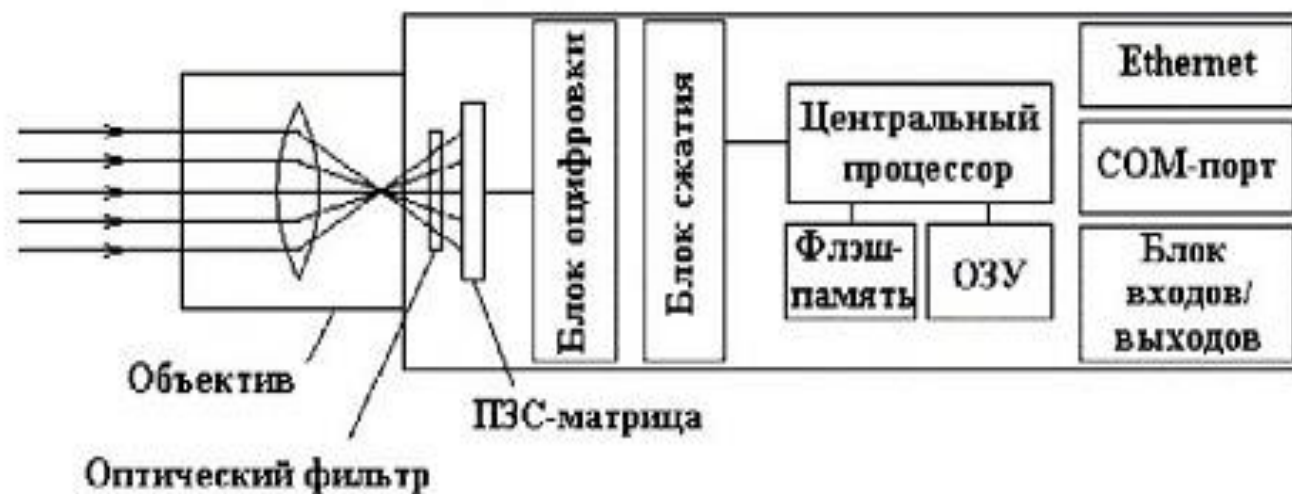 Блок оцифровки
Блок сжатия
Центральный
процессор
Флэш-
память
ОЗУ
Ethernet
COM-порт
Блок
входов/
выходов
Объектив
ПЗС-матрица
Оптический фильтр